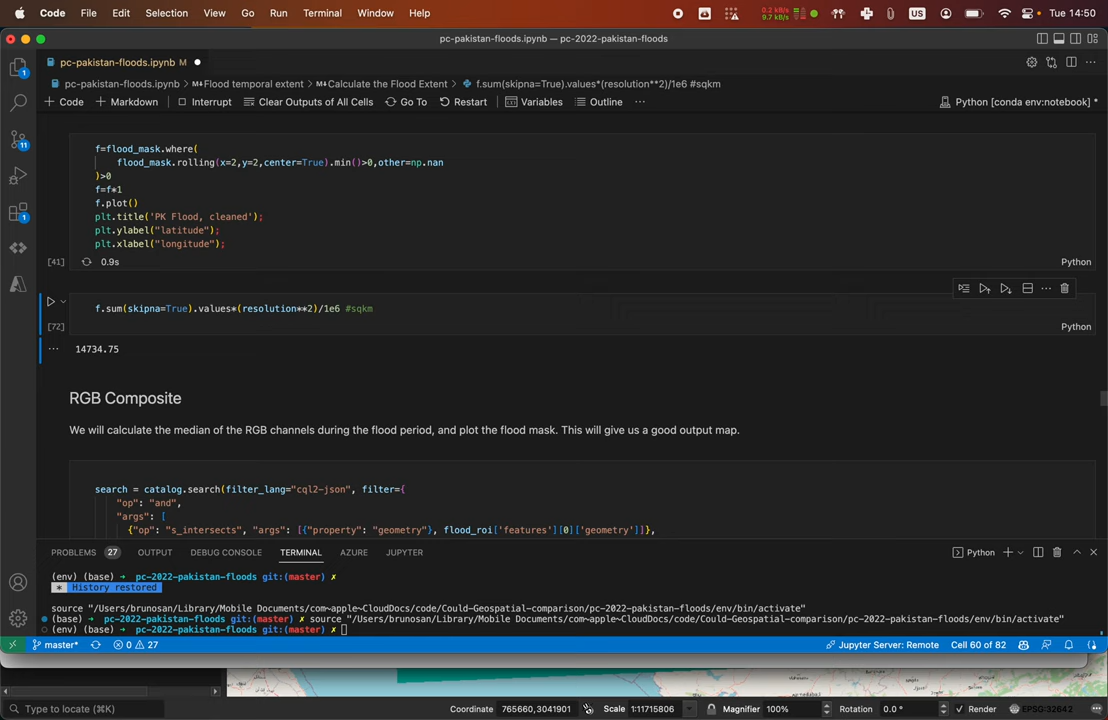 Code File Edit Selection View Go Run Terminal Window Help 0.2 kB/s 9.7 kB/s US Tue 14:50
pc-pakistan-floods.ipynb — pc-2022-pakistan-floods
pc-pakistan-floods.ipynb M
pc-pakistan-floods.ipynb > M↓Flood temporal extent > M↓Calculate the Flood Extent > f.sum(skipna=True).values*(resolution**2)/1e6 #sqkm
+ Code + Markdown Interrupt Clear Outputs of All Cells Go To Restart Variables Outline ··· Python [conda env:notebook] *
f=flood_mask.where(
flood_mask.rolling(x=2,y=2,center=True).min()>0,other=np.nan
)>0
f=f*1
f.plot()
plt.title('PK Flood, cleaned');
plt.ylabel("latitude");
plt.xlabel("longitude");
[41] 0.9s Python
f.sum(skipna=True).values*(resolution**2)/1e6 #sqkm
[72] Python
14734.75
RGB Composite
We will calculate the median of the RGB channels during the flood period, and plot the flood mask. This will give us a good output map.
search = catalog.search(filter_lang="cql2-json", filter={
"op": "and",
"args": [
{"op": "s_intersects", "args": [{"property": "geometry"}, flood_roi['features'][0]['geometry']]},
PROBLEMS 27 OUTPUT DEBUG CONSOLE TERMINAL AZURE JUPYTER Python
(env) (base) ➜ pc-2022-pakistan-floods git:(master) ✗
* History restored
source "/Users/brunosan/Library/Mobile Documents/com~apple~CloudDocs/code/Could-Geospatial-comparison/pc-2022-pakistan-floods/env/bin/activate"
(base) ➜ pc-2022-pakistan-floods git:(master) ✗ source "/Users/brunosan/Library/Mobile Documents/com~apple~CloudDocs/code/Could-Geospatial-comparison/pc-2022-pakistan-floods/env/bin/activate"
(env) (base) ➜ pc-2022-pakistan-floods git:(master) ✗
master* 0 27 Jupyter Server: Remote Cell 60 of 82
Type to locate (⌘K) Coordinate 765660,3041901 Scale 1:11715806 Magnifier 100% Rotation 0.0 ° Render EPSG:32642